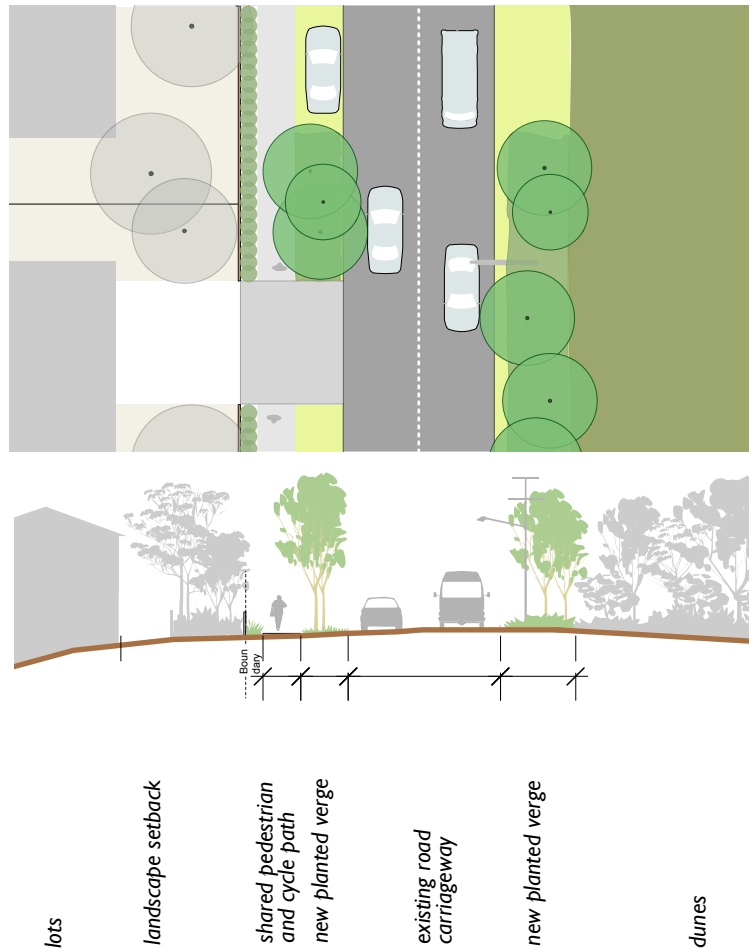 Boun
dary
lots
landscape setback
shared pedestrian
and cycle path
new planted verge
existing road
carriageway
new planted verge
dunes